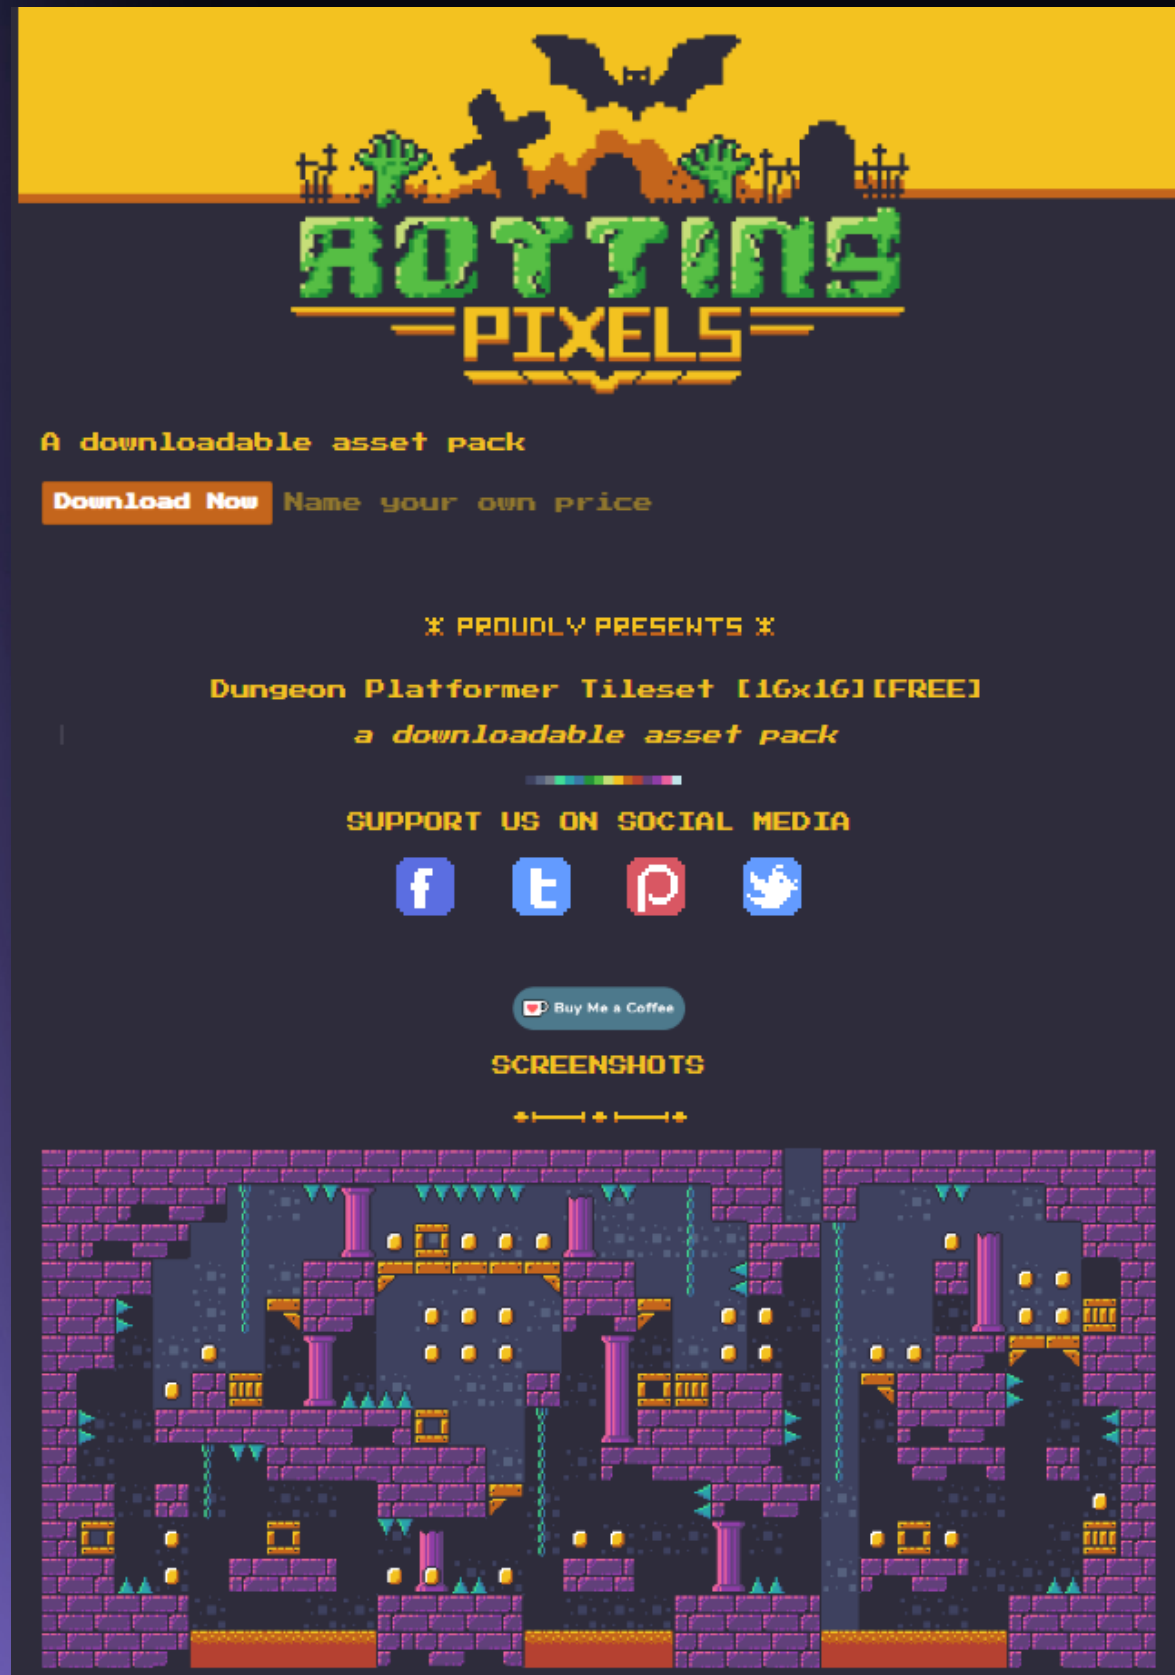 ROTTING
PIXELS
A downloadable asset pack
Download Now Name your own price
PROUDLY PRESENTS
Dungeon Platformer Tileset [16x16][FREE]
a downloadable asset pack
SUPPORT US ON SOCIAL MEDIA
f t p
Buy Me a Coffee
SCREENSHOTS